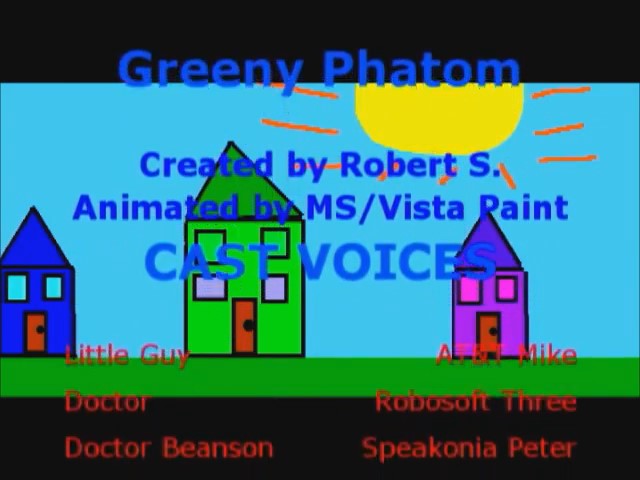 Greeny Phatom
Created by Robert S.
Animated by MS/Vista Paint
CAST VOICES
Little Guy AT&T Mike
Doctor Robosoft Three
Doctor Beanson Speakonia Peter